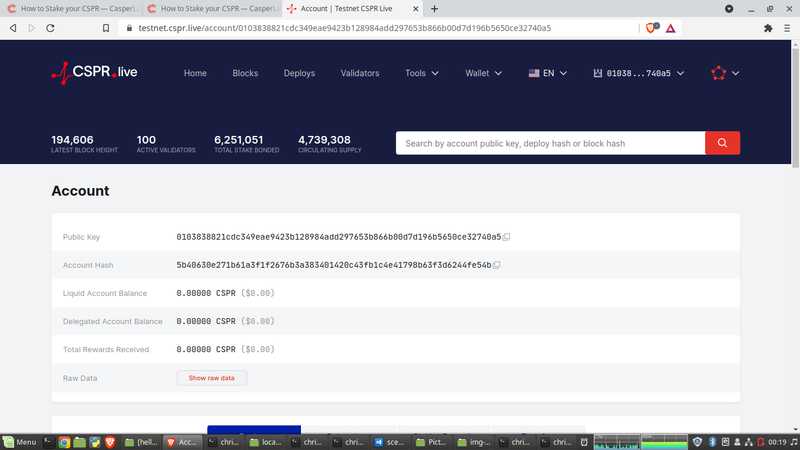 How to Stake your CSPR — CasperLa
How to Stake your CSPR — CasperLa
Account | Testnet CSPR Live
testnet.cspr.live/account/0103838821cdc349eae9423b128984add297653b866b00d7d196b5650ce32740a5
CSPR.live
Home
Blocks
Deploys
Validators
Tools
Wallet
EN
01038...740a5
194,606
LATEST BLOCK HEIGHT
100
ACTIVE VALIDATORS
6,251,051
TOTAL STAKE BONDED
4,739,308
CIRCULATING SUPPLY
Search by account public key, deploy hash or block hash
Account
Public Key
0103838821cdc349eae9423b128984add297653b866b00d7d196b5650ce32740a5
Account Hash
5b40630e271b61a3f1f2676b3a383401420c43fb1c4e41798b63f3d6244fe54b
Liquid Account Balance
0.00000 CSPR ($0.00)
Delegated Account Balance
0.00000 CSPR ($0.00)
Total Rewards Received
0.00000 CSPR ($0.00)
Raw Data
Show raw data
Menu
[hell...
Acc...
chri...
loca...
chri...
chri...
sce...
Pict...
img-...
chri...
chri...
00:19